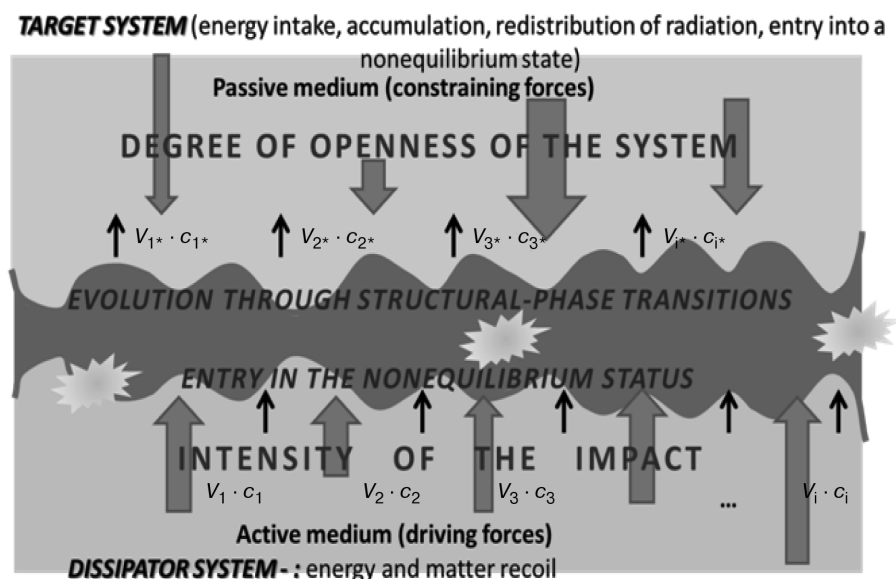 TARGET SYSTEM (energy intake, accumulation, redistribution of radiation, entry into a
nonequilibrium state)
Passive medium (constraining forces)
DEGREE OF OPENNESS OF THE SYSTEM
V1* · c1* V2* · c2* V3* · c3* Vi* · ci*
EVOLUTION THROUGH STRUCTURAL-PHASE TRANSITIONS
ENTRY IN THE NONEQUILIBRIUM STATUS
INTENSITY OF THE IMPACT
V1 · c1 V2 · c2 V3 · c3 ... Vi · ci
Active medium (driving forces)
DISSIPATOR SYSTEM - : energy and matter recoil